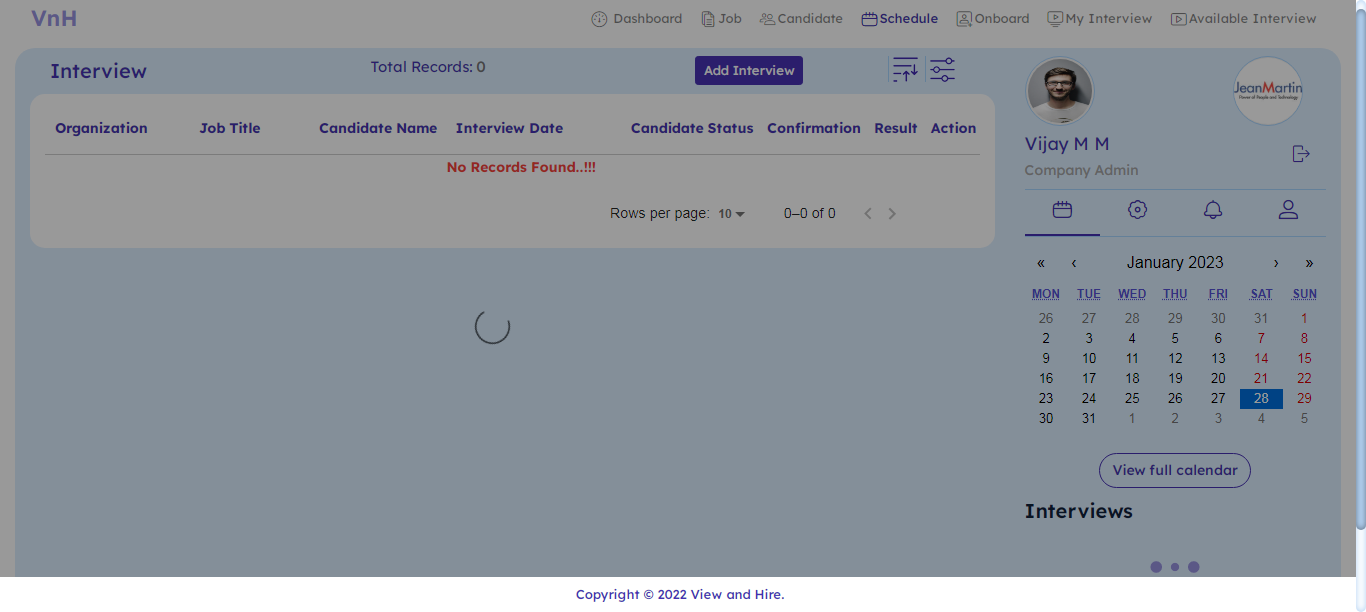 VnH
Dashboard Job Candidate Schedule Onboard My Interview Available Interview
Interview
Total Records: 0
Add Interview
Organization Job Title Candidate Name Interview Date Candidate Status Confirmation Result Action
No Records Found..!!!
Rows per page: 10 0–0 of 0
JeanMartin
Power of People and Technology
Vijay M M
Company Admin
« ‹ January 2023 › »
MON TUE WED THU FRI SAT SUN
26 27 28 29 30 31 1
2 3 4 5 6 7 8
9 10 11 12 13 14 15
16 17 18 19 20 21 22
23 24 25 26 27 28 29
30 31 1 2 3 4 5
View full calendar
Interviews
Copyright © 2022 View and Hire.